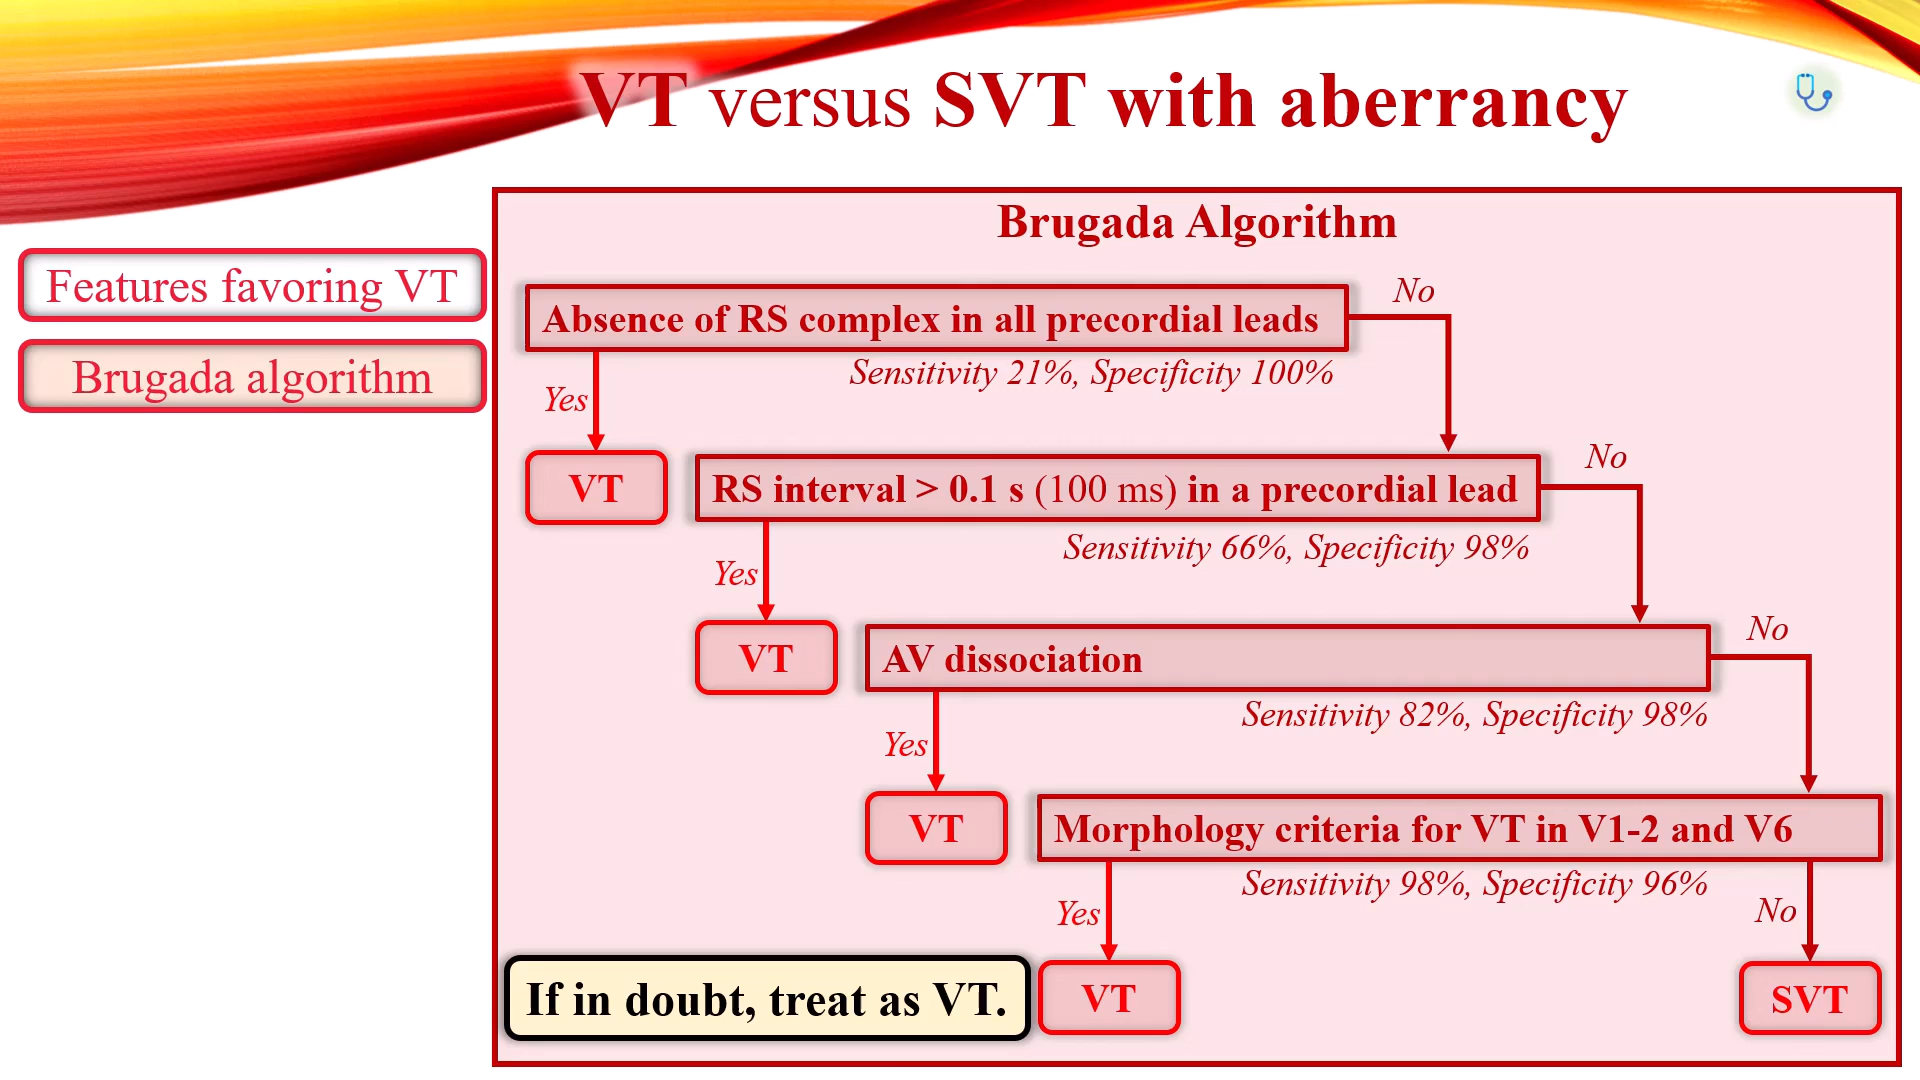 VT versus SVT with aberrancy
Features favoring VT
Brugada algorithm
Brugada Algorithm
Absence of RS complex in all precordial leads
No
Sensitivity 21%, Specificity 100%
Yes
VT
RS interval > 0.1 s (100 ms) in a precordial lead
No
Sensitivity 66%, Specificity 98%
Yes
VT
AV dissociation
No
Sensitivity 82%, Specificity 98%
Yes
VT
Morphology criteria for VT in V1-2 and V6
Sensitivity 98%, Specificity 96%
Yes
No
VT
SVT
If in doubt, treat as VT.